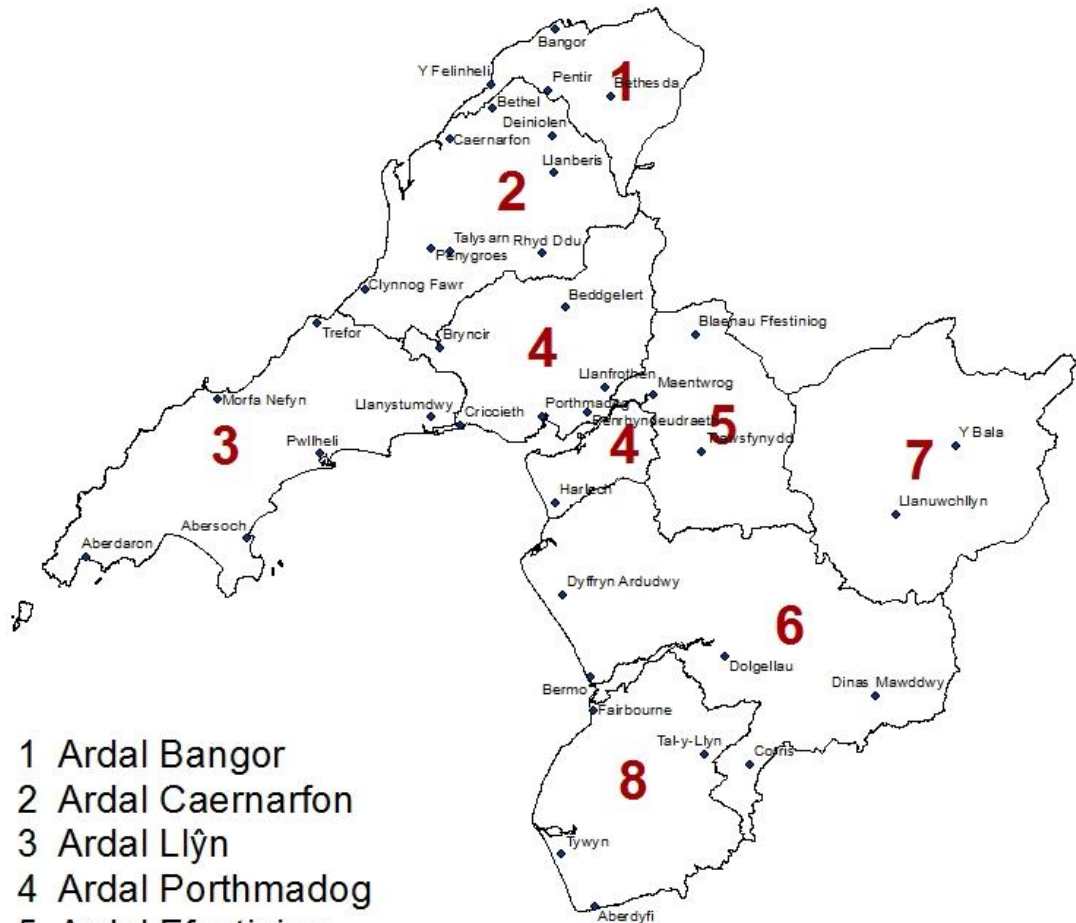 Bangor
Y Felinheli
Pentir
1
Bethesda
Bethel
Deiniolen
Caernarfon
Llanberis
2
Talysarn
Rhyd Ddu
Penygroes
Clynnog Fawr
Beddgelert
Trefor
Bryncir
Blaenau Ffestiniog
4
Llanfrothen
Maentwrog
Morfa Nefyn
Llanystumdwy
Criccieth
Porthmadog
Penrhyndeudraeth
5
3
4
Trawsfynydd
Y Bala
Pwllheli
7
Harlech
Llanuwchllyn
Abersoch
Aberdaron
Dyffryn Ardudwy
6
Dolgellau
Bermo
Dinas Mawddwy
Fairbourne
Tal-y-Llyn
Corris
8
Tywyn
Aberdyfi
1 Ardal Bangor
2 Ardal Caernarfon
3 Ardal Llŷn
4 Ardal Porthmadog